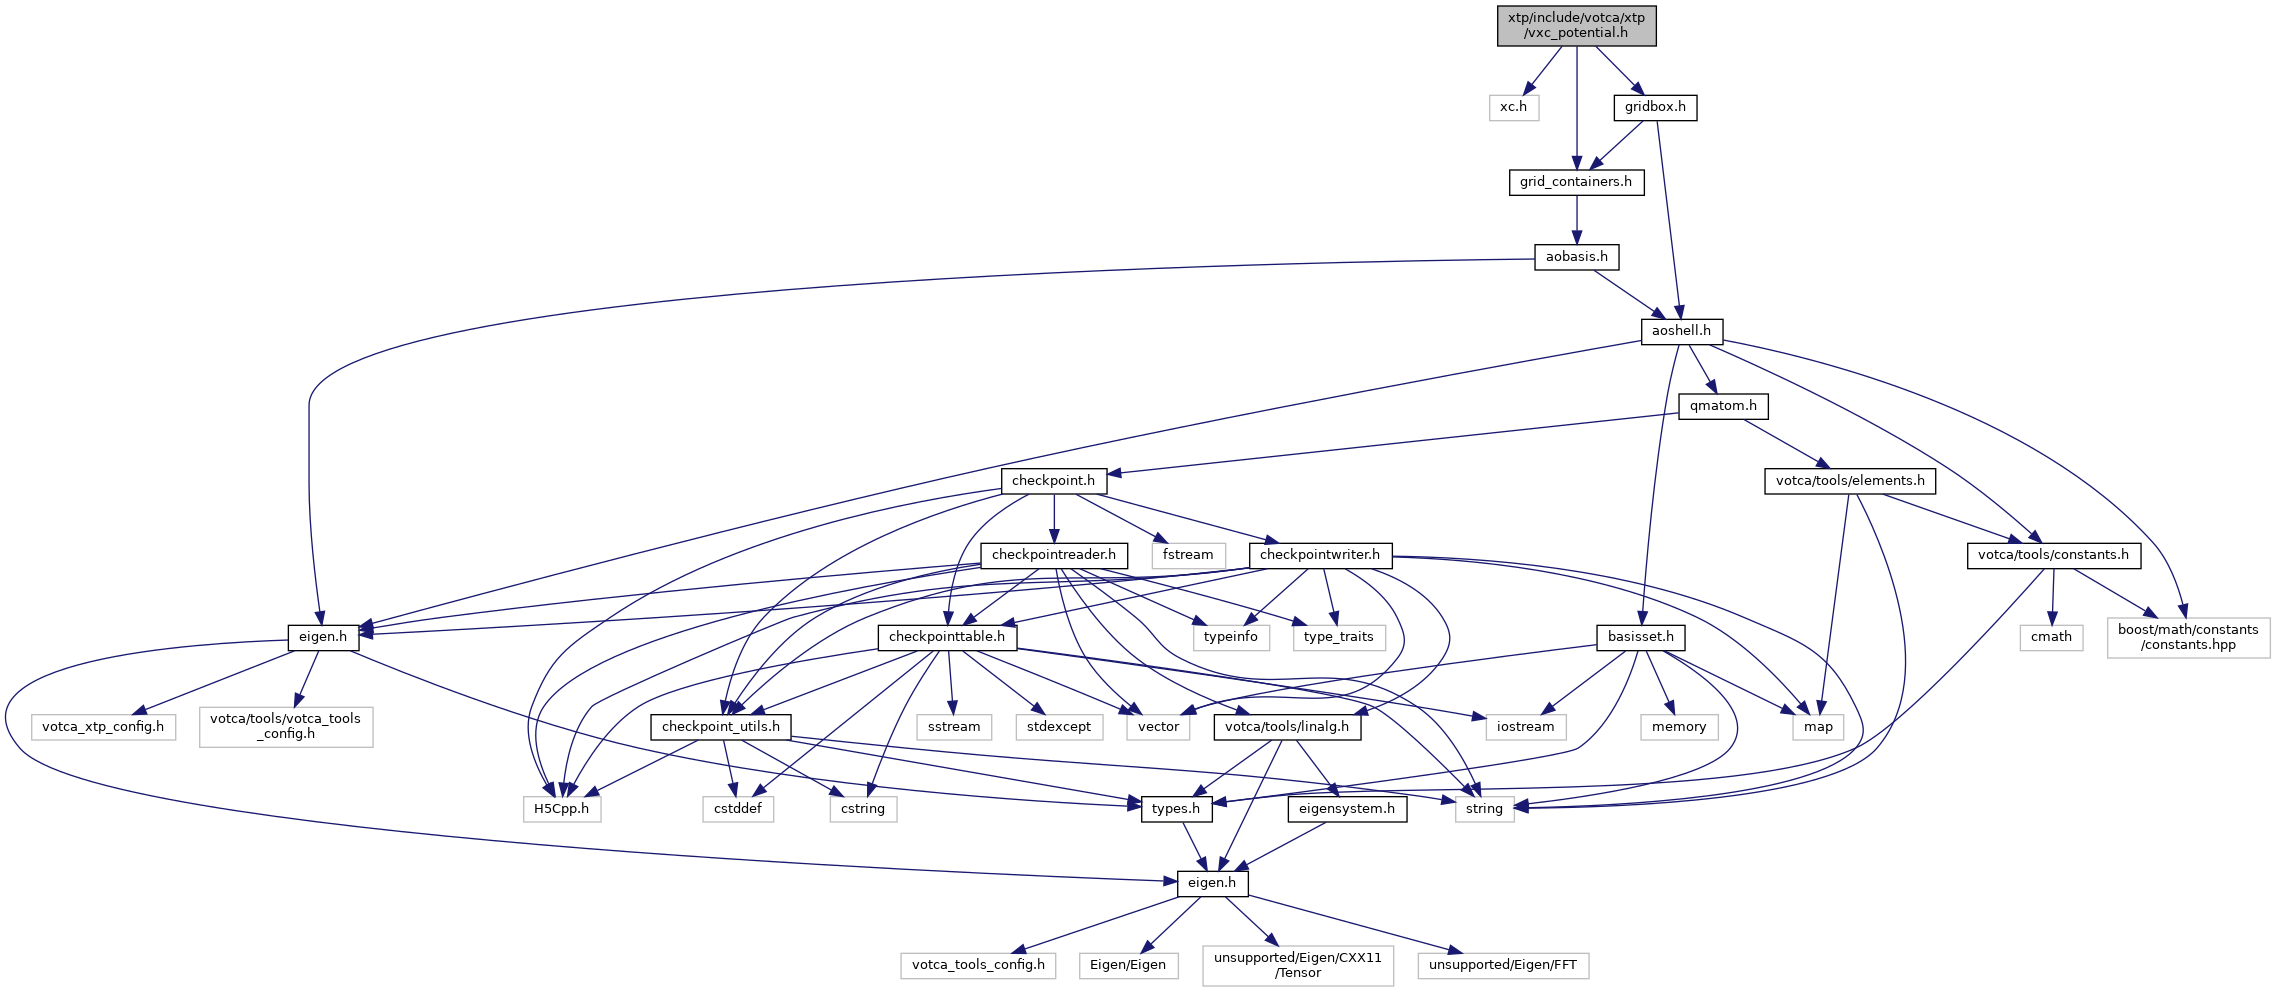 xtp/include/votca/xtp
/vxc_potential.h
xc.h
gridbox.h
grid_containers.h
aobasis.h
aoshell.h
qmatom.h
checkpoint.h
votca/tools/elements.h
checkpointreader.h
fstream
checkpointwriter.h
votca/tools/constants.h
eigen.h
checkpointtable.h
typeinfo
type_traits
basisset.h
cmath
boost/math/constants
/constants.hpp
votca_xtp_config.h
votca/tools/votca_tools
_config.h
checkpoint_utils.h
sstream
stdexcept
vector
votca/tools/linalg.h
iostream
memory
map
H5Cpp.h
cstddef
cstring
types.h
eigensystem.h
string
eigen.h
votca_tools_config.h
Eigen/Eigen
unsupported/Eigen/CXX11
/Tensor
unsupported/Eigen/FFT